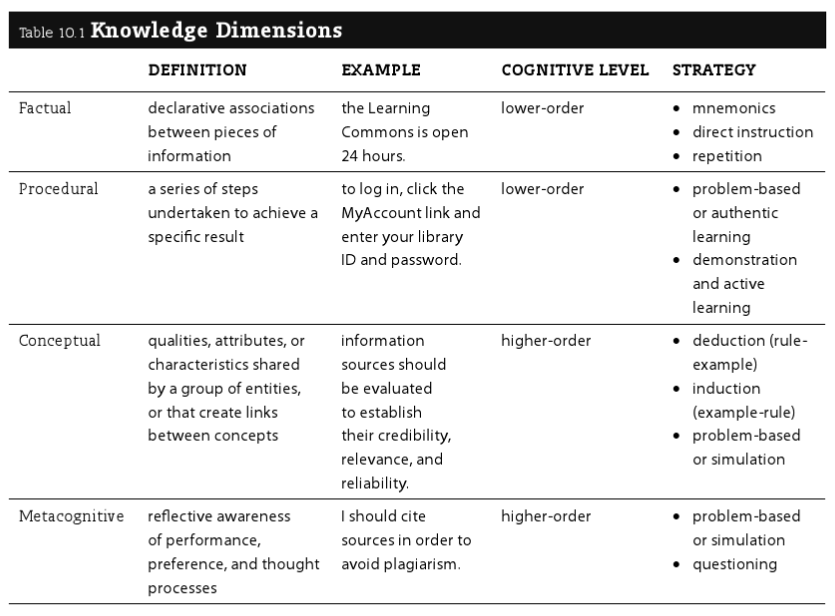 Table 10.1 Knowledge Dimensions
DEFINITION EXAMPLE COGNITIVE LEVEL STRATEGY
Factual declarative associations the Learning lower-order • mnemonics
between pieces of Commons is open • direct instruction
information 24 hours. • repetition
Procedural a series of steps to log in, click the lower-order • problem-based
undertaken to achieve a MyAccount link and or authentic
specific result enter your library learning
ID and password. • demonstration
and active
learning
Conceptual qualities, attributes, or information higher-order • deduction (rule-
characteristics shared sources should example)
by a group of entities, be evaluated • induction
or that create links to establish (example-rule)
between concepts their credibility, • problem-based
relevance, and or simulation
reliability.
Metacognitive reflective awareness I should cite higher-order • problem-based
of performance, sources in order to or simulation
preference, and thought avoid plagiarism. • questioning
processes